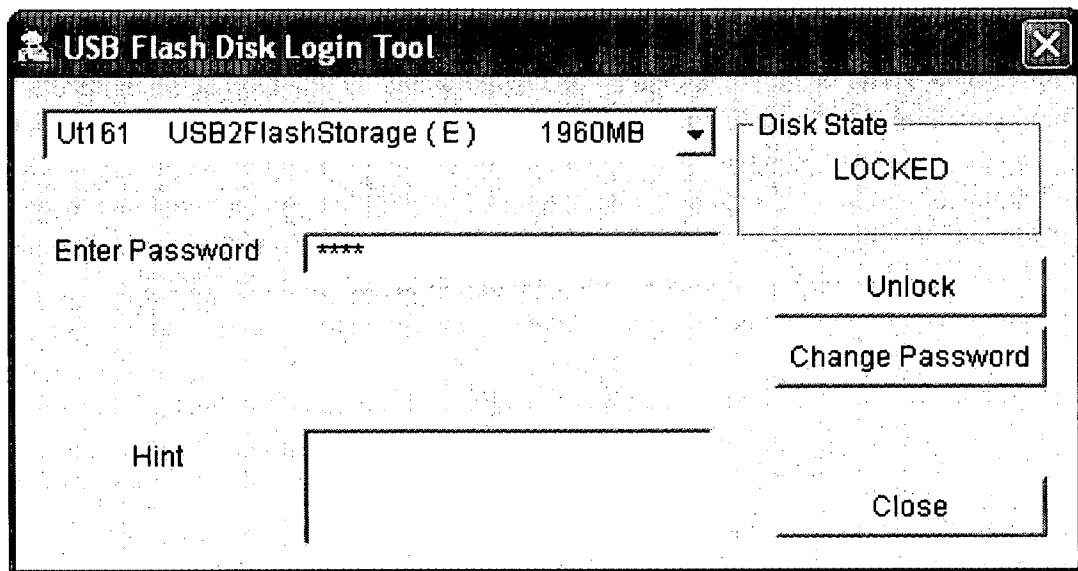 USB Flash Disk Login Tool
Ut161 USB2FlashStorage ( E ) 1960MB
Disk State
LOCKED
Enter Password ****
Unlock
Change Password
Hint
Close